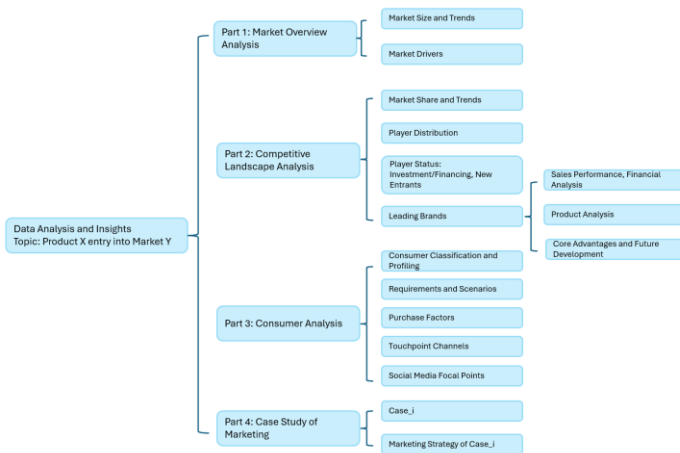 Data Analysis and Insights
Topic: Product X entry into Market Y
Part 1: Market Overview
Analysis
Market Size and Trends
Market Drivers
Part 2: Competitive
Landscape Analysis
Market Share and Trends
Player Distribution
Player Status:
Investment/Financing, New
Entrants
Leading Brands
Sales Performance, Financial
Analysis
Product Analysis
Core Advantages and Future
Development
Part 3: Consumer Analysis
Consumer Classification and
Profiling
Requirements and Scenarios
Purchase Factors
Touchpoint Channels
Social Media Focal Points
Part 4: Case Study of
Marketing
Case_i
Marketing Strategy of Case_i